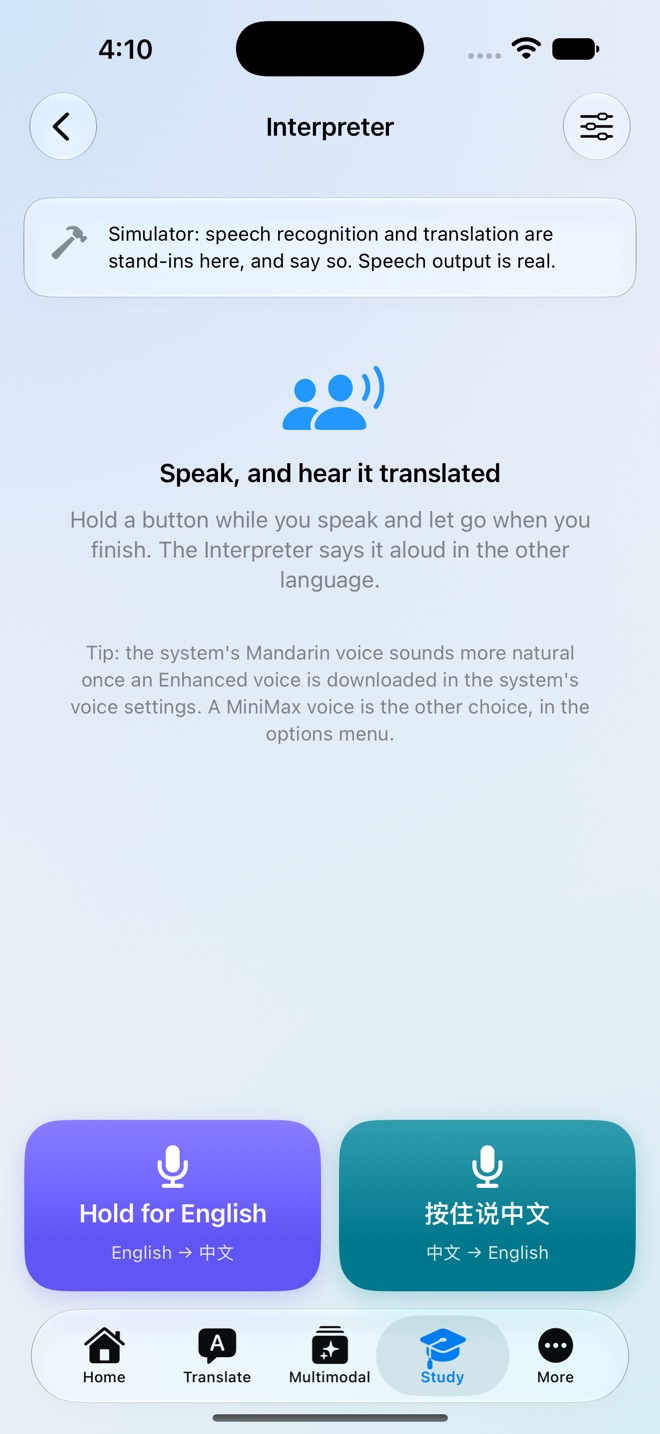 4:10
Interpreter
Simulator: speech recognition and translation are
stand-ins here, and say so. Speech output is real.
Speak, and hear it translated
Hold a button while you speak and let go when you
finish. The Interpreter says it aloud in the other
language.
Tip: the system's Mandarin voice sounds more natural
once an Enhanced voice is downloaded in the system's
voice settings. A MiniMax voice is the other choice, in the
options menu.
Hold for English
English → 中文
按住说中文
中文 → English
Home
Translate
Multimodal
Study
More